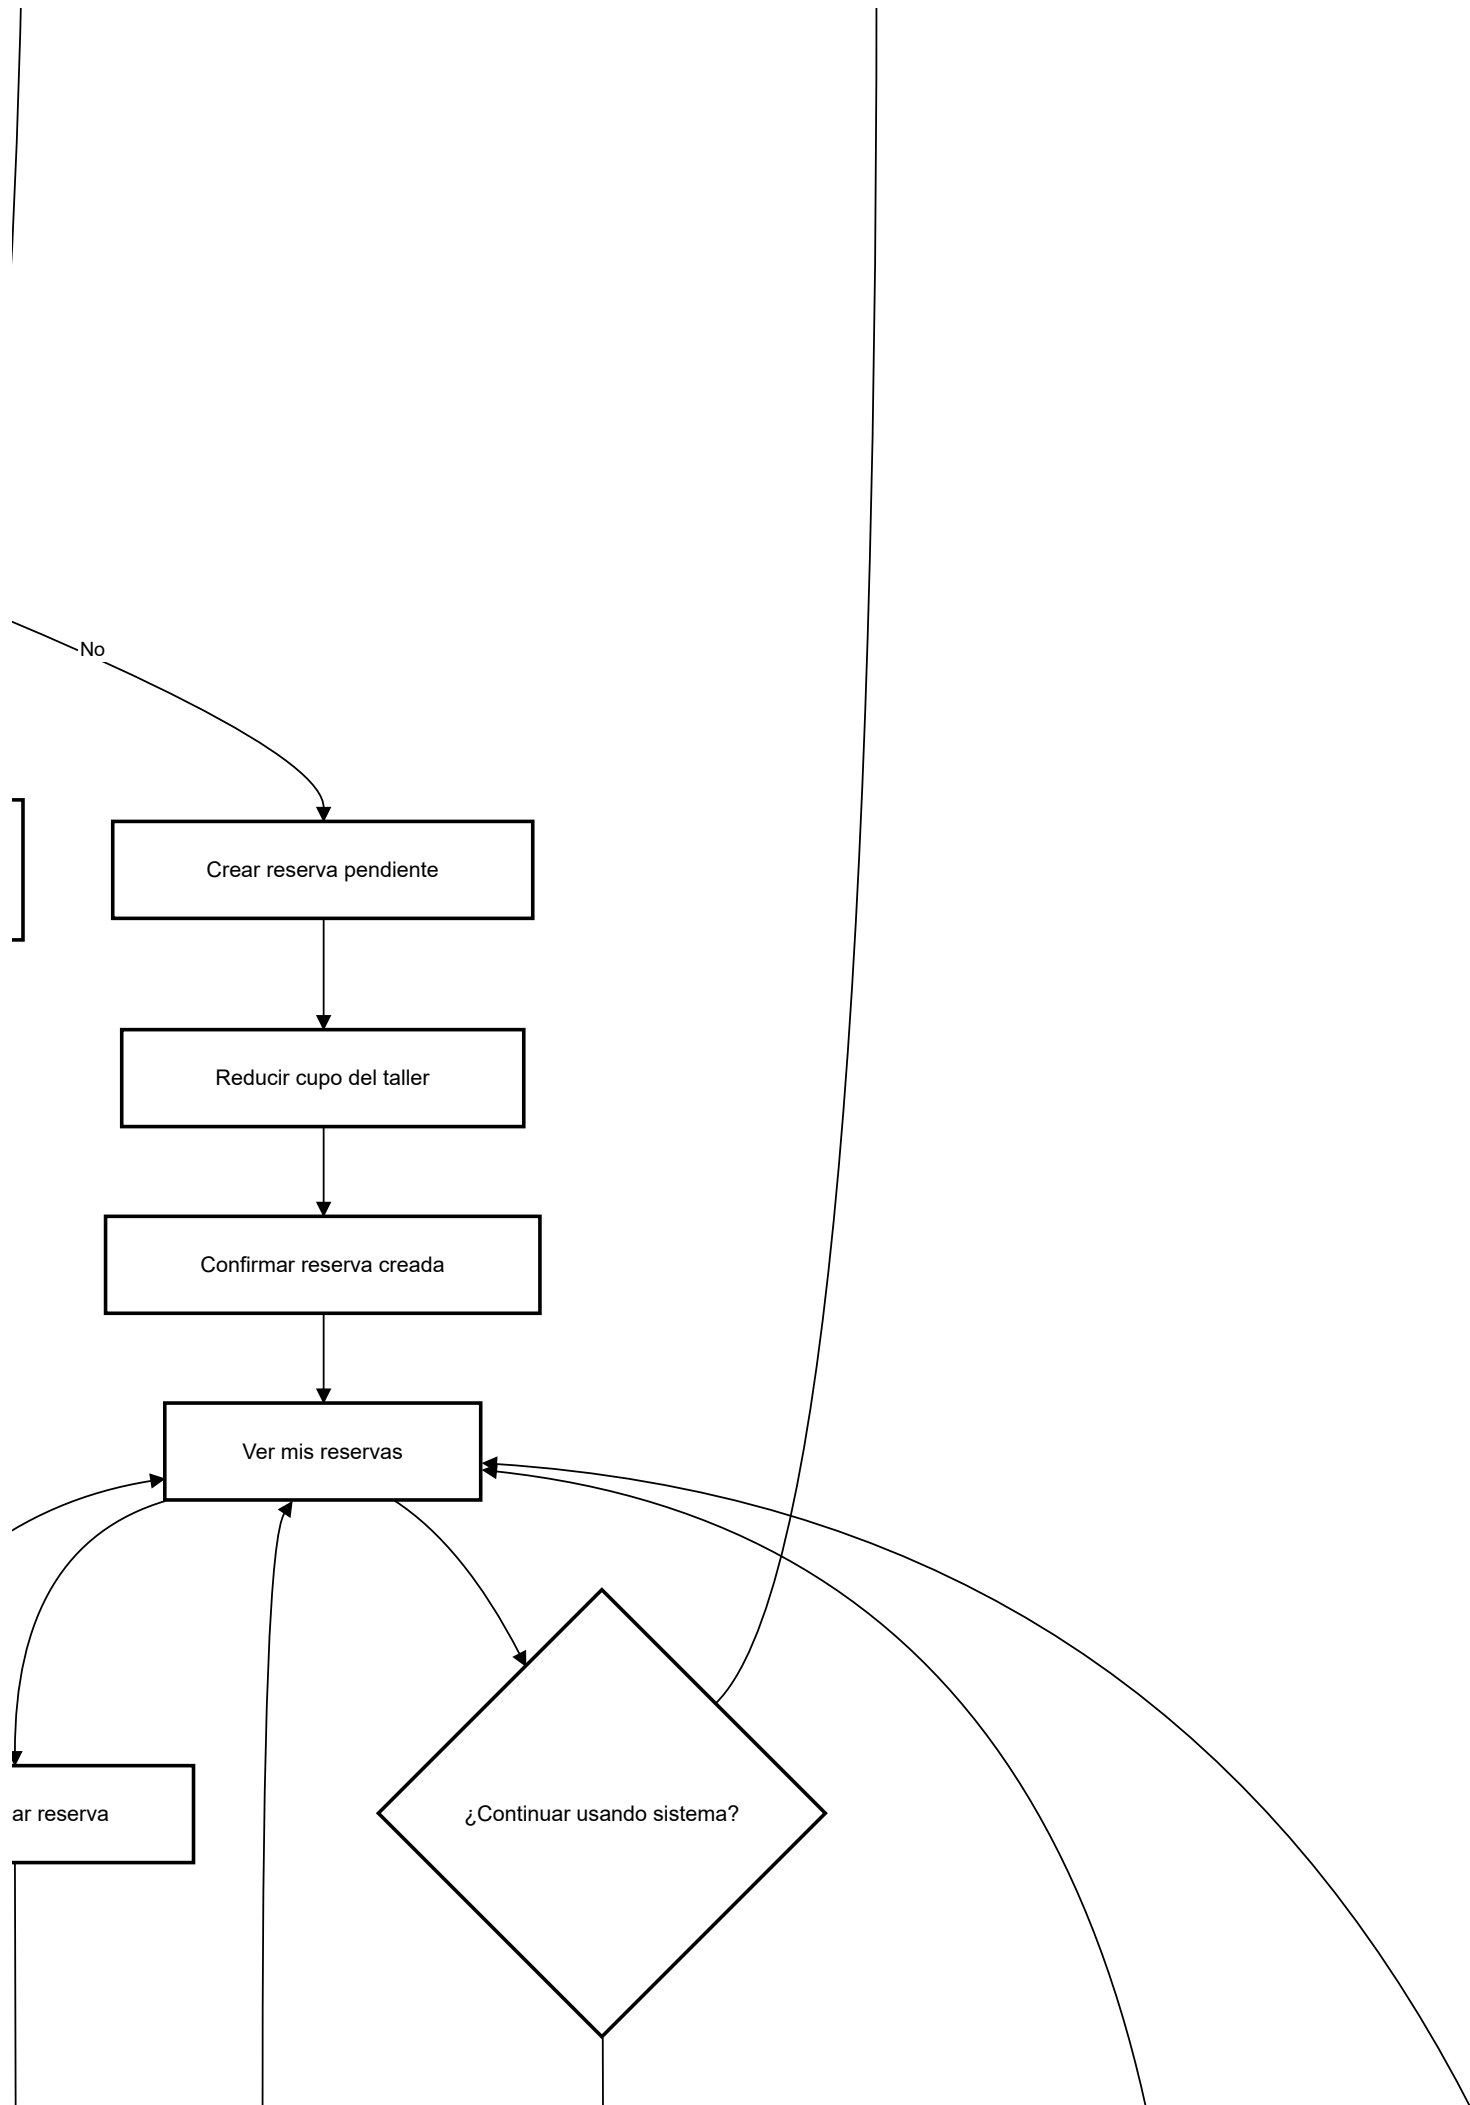 No
Crear reserva pendiente
Reducir cupo del taller
Confirmar reserva creada
Ver mis reservas
ar reserva
¿Continuar usando sistema?